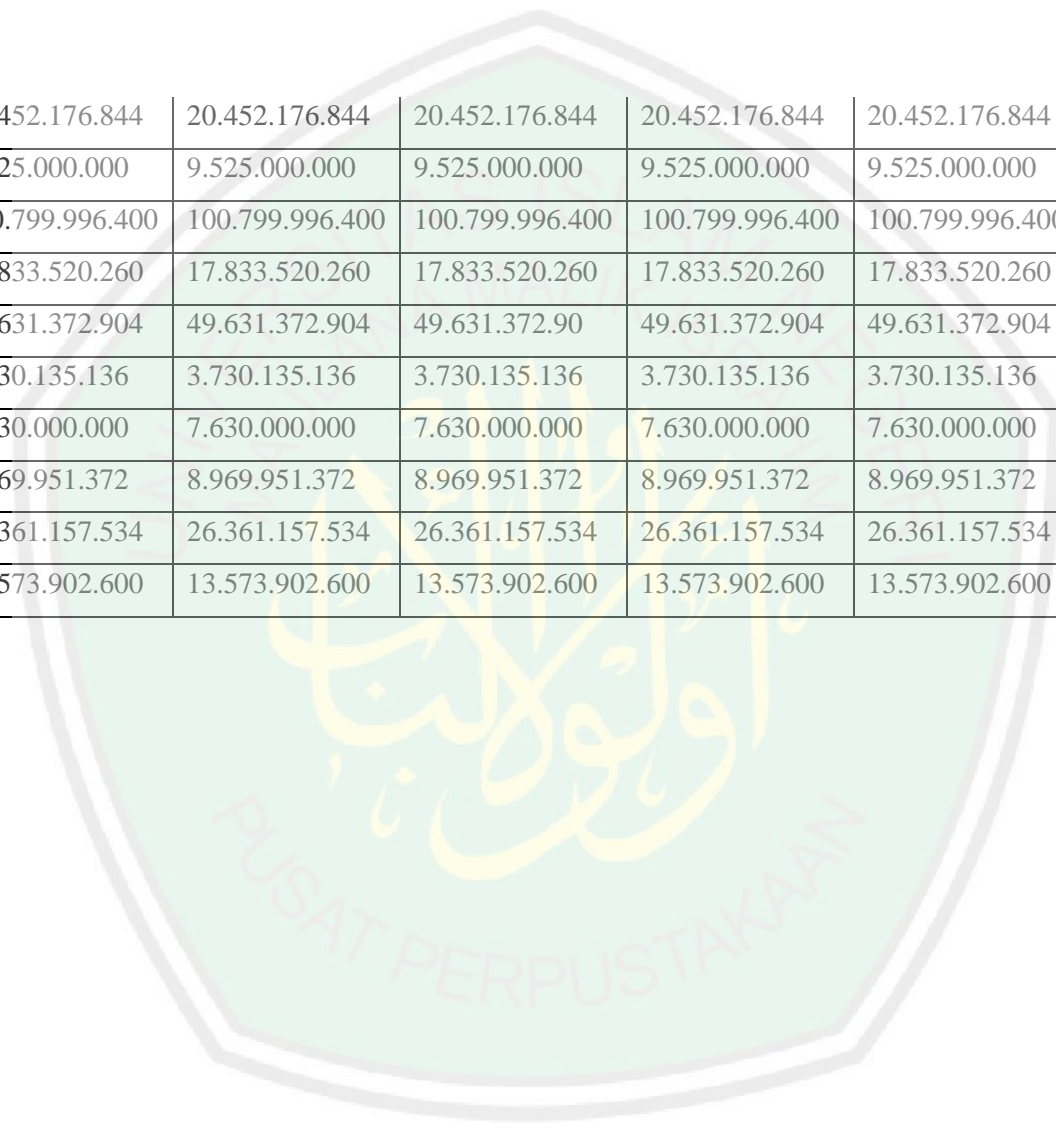 452.176.844 20.452.176.844 20.452.176.844 20.452.176.844 20.452.176.844
25.000.000 9.525.000.000 9.525.000.000 9.525.000.000 9.525.000.000
0.799.996.400 100.799.996.400 100.799.996.400 100.799.996.400 100.799.996.400
833.520.260 17.833.520.260 17.833.520.260 17.833.520.260 17.833.520.260
631.372.904 49.631.372.904 49.631.372.90 49.631.372.904 49.631.372.904
30.135.136 3.730.135.136 3.730.135.136 3.730.135.136 3.730.135.136
30.000.000 7.630.000.000 7.630.000.000 7.630.000.000 7.630.000.000
69.951.372 8.969.951.372 8.969.951.372 8.969.951.372 8.969.951.372
361.157.534 26.361.157.534 26.361.157.534 26.361.157.534 26.361.157.534
573.902.600 13.573.902.600 13.573.902.600 13.573.902.600 13.573.902.600
UNIVERSITAS ISLAM NEGERI
MAULANA MALIK IBRAHIM
PUSAT PERPUSTAKAAN